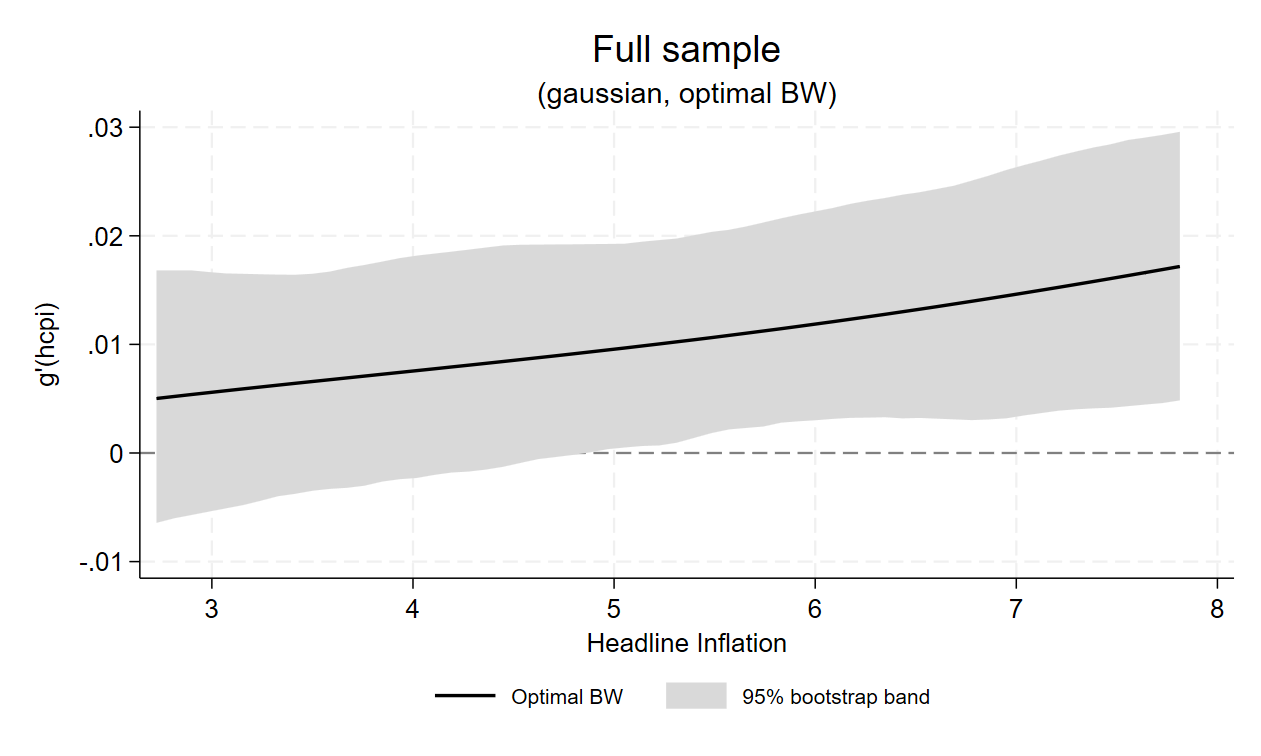 Full sample
(gaussian, optimal BW)
.03
.02
.01
0
-.01
g'(hcpi)
3 4 5 6 7 8
Headline Inflation
Optimal BW 95% bootstrap band